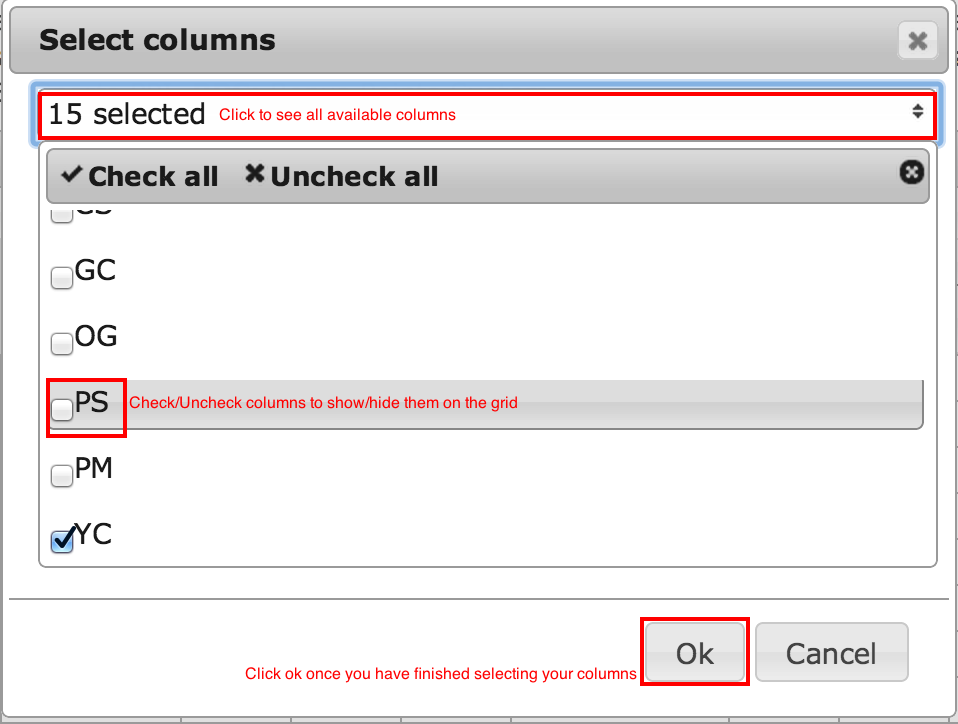 Select columns
15 selected Click to see all available columns
Check all Uncheck all
GC
OG
PS Check/Uncheck columns to show/hide them on the grid
PM
YC
Ok Cancel
Click ok once you have finished selecting your columns